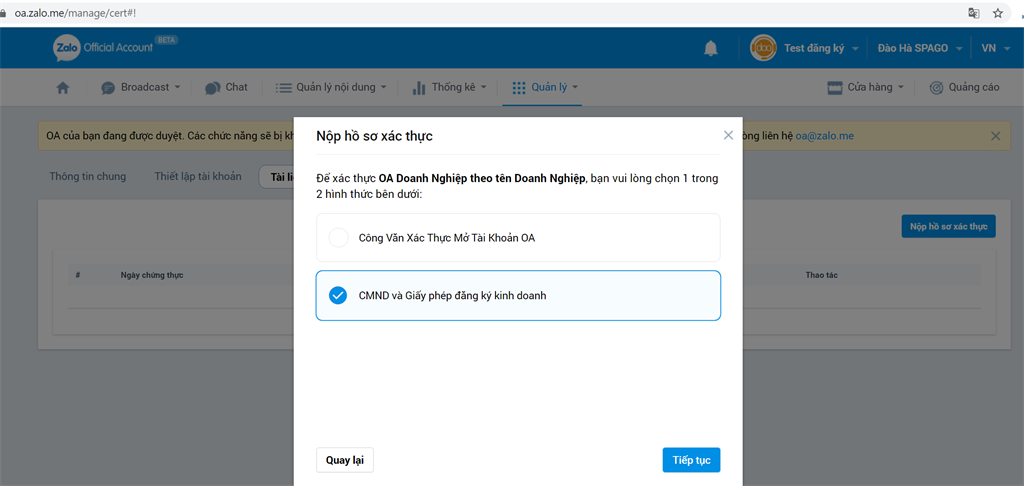 oa.zalo.me/manage/cert#!
Zalo Official Account BETA
Test đăng ký
Đào Hà SPAGO
VN
Broadcast
Chat
Quản lý nội dung
Thống kê
Quản lý
Cửa hàng
Quảng cáo
OA của bạn đang được duyệt. Các chức năng sẽ bị
òng liên hệ oa@zalo.me
Thông tin chung
Thiết lập tài khoản
Tài li
Nộp hồ sơ xác thực
#
Ngày chứng thực
Thao tác
Nộp hồ sơ xác thực
Để xác thực OA Doanh Nghiệp theo tên Doanh Nghiệp, bạn vui lòng chọn 1 trong
2 hình thức bên dưới:
Công Văn Xác Thực Mở Tài Khoản OA
CMND và Giấy phép đăng ký kinh doanh
Quay lại
Tiếp tục